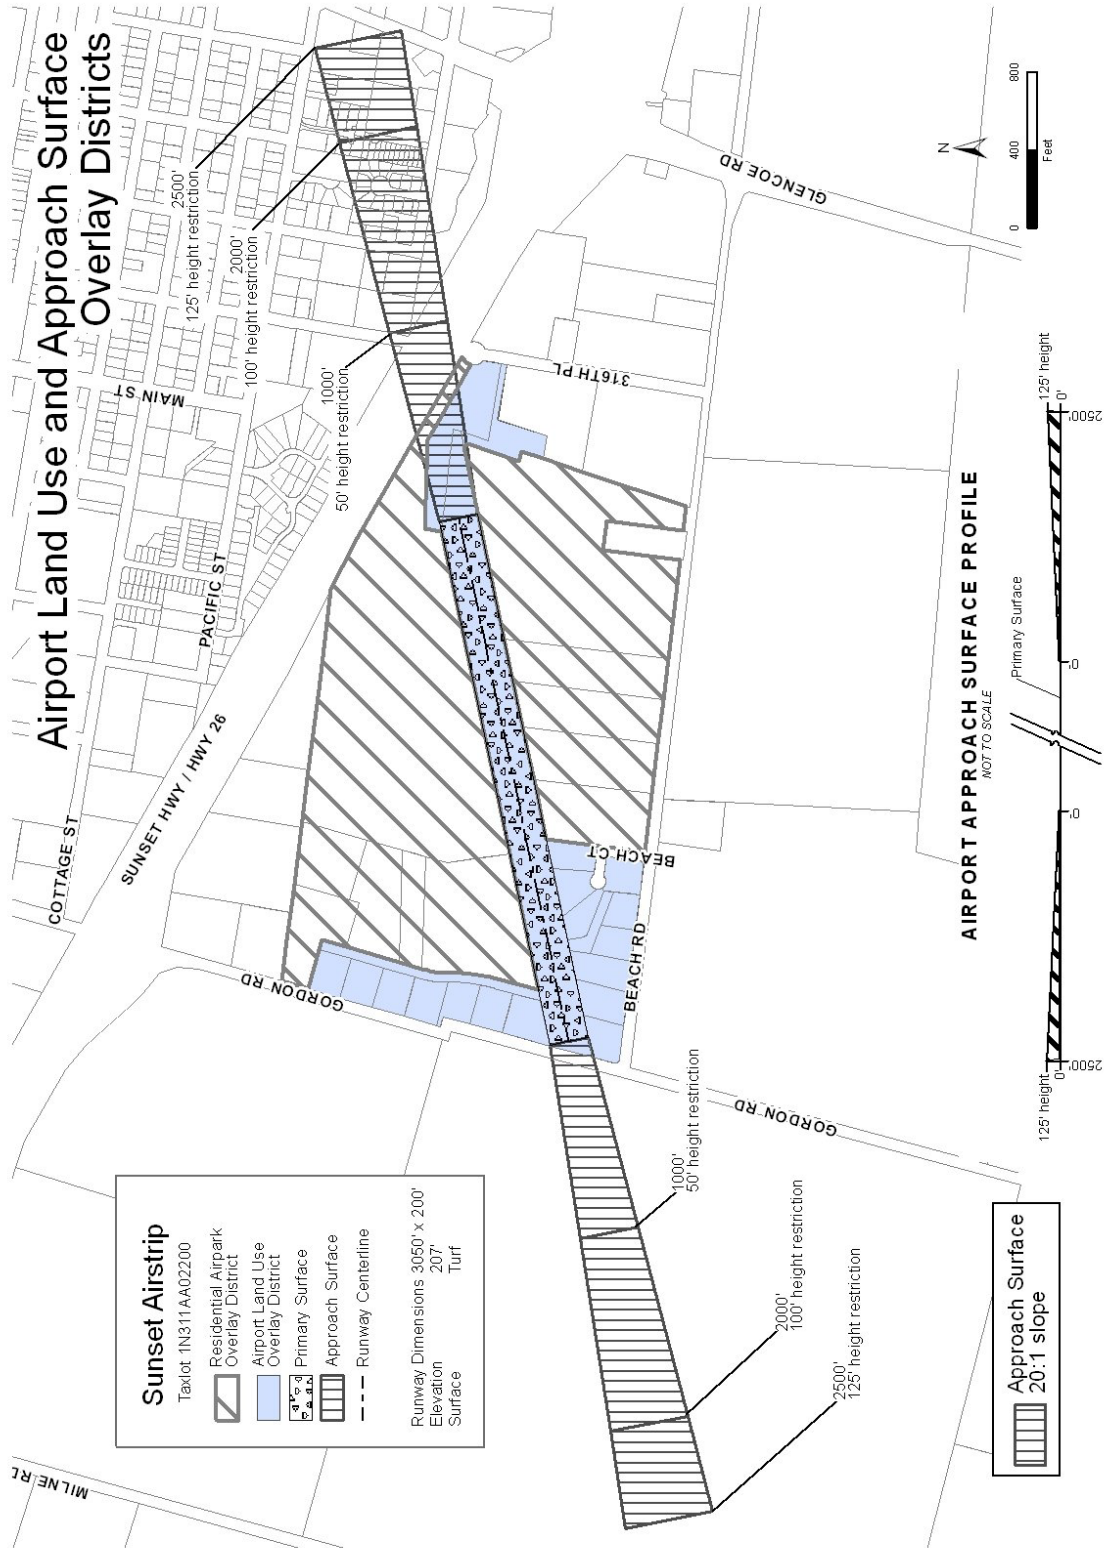 Airport Land Use and Approach Surface
Overlay Districts
MILNE RD
COTTAGE ST
SUNSET HWY / HWY 26
PACIFIC ST
MAIN ST
GORDON RD
BEACH CT
BEACH RD
GORDON RD
316TH PL
GLENCOE RD
2500'
125' height restriction
2000'
100' height restriction
1000'
50' height restriction
1000'
50' height restriction
2000'
100' height restriction
2500'
125' height restriction
Sunset Airstrip
Taxlot 1N311AA02200
Residential Airpark
Overlay District
Airport Land Use
Overlay District
Primary Surface
Approach Surface
Runway Centerline
Runway Dimensions 3050' x 200'
Elevation 207'
Surface Turf
N
0 400 800
Feet
Approach Surface
20:1 slope
AIRPORT APPROACH SURFACE PROFILE
NOT TO SCALE
Primary Surface
125' height
0'
2500'
0'
0'
125' height
0'
2500'